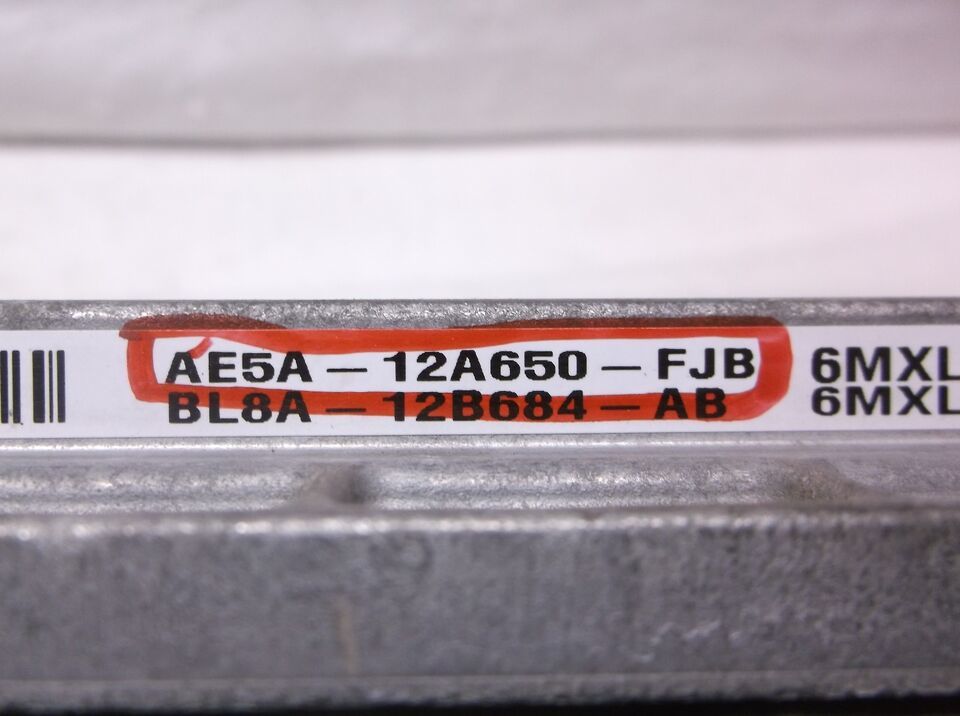 AE5A - 12A650 - FJB 6MXL
BL8A - 12B684 - AB 6MXL